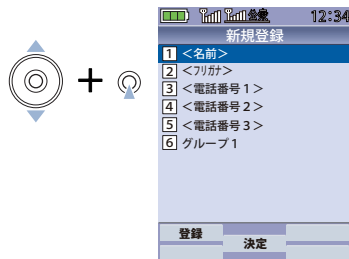 公衆 12:34
新規登録
1 <名前>
2 <フリガナ>
3 <電話番号1>
4 <電話番号2>
5 <電話番号3>
6 グループ1
登録
決定